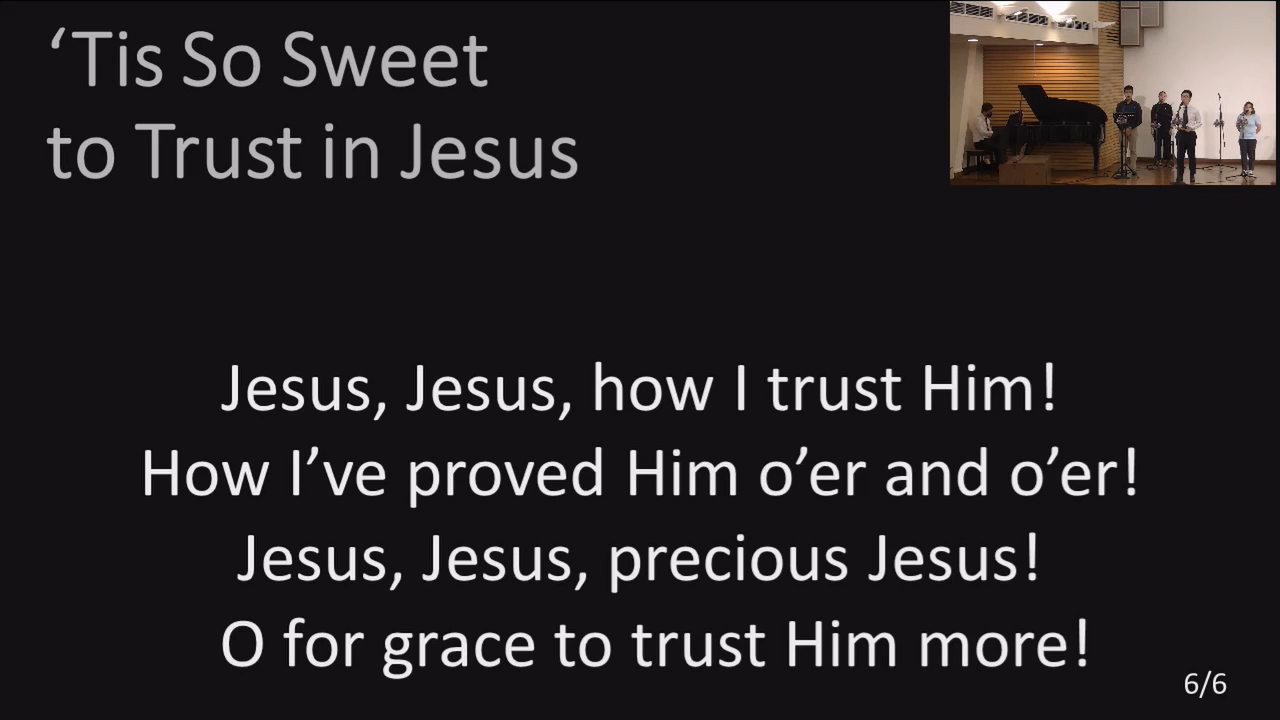 ‘Tis So Sweet
to Trust in Jesus
Jesus, Jesus, how I trust Him!
How I’ve proved Him o’er and o’er!
Jesus, Jesus, precious Jesus!
O for grace to trust Him more!
6/6